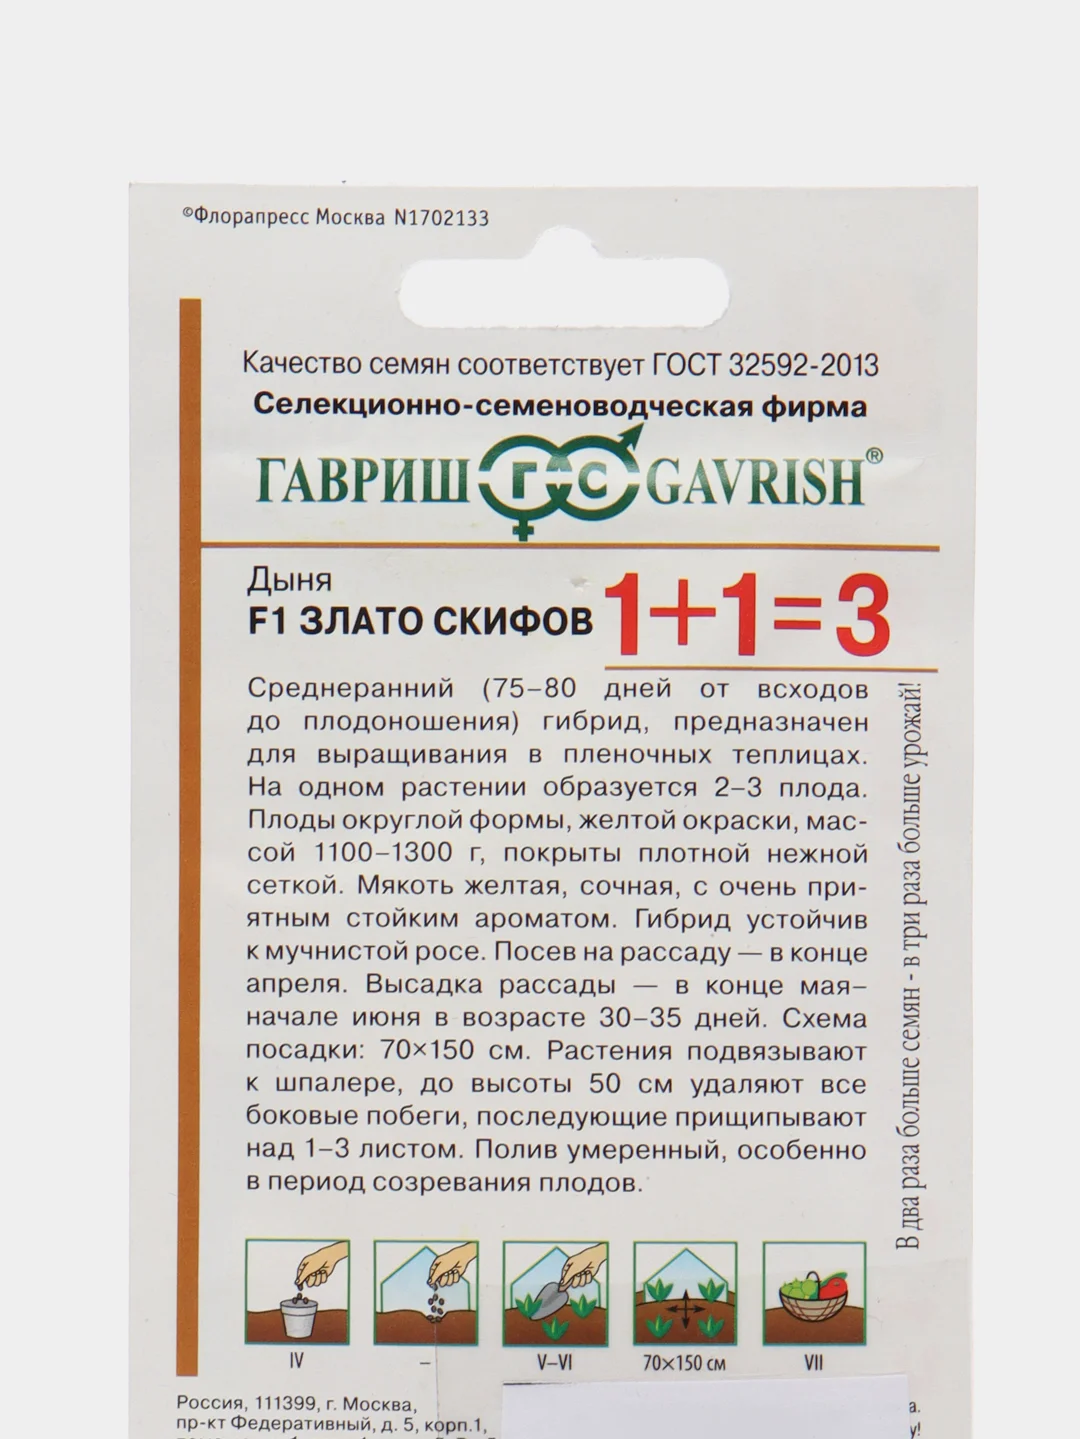 ©Флорапресс Москва N1702133
Качество семян соответствует ГОСТ 32592-2013
Селекционно-семеноводческая фирма
ГАВРИШ ГС GAVRISH®
Дыня
F1 ЗЛАТО СКИФОВ 1+1=3
Среднеранний (75–80 дней от всходов
до плодоношения) гибрид, предназначен
для выращивания в пленочных теплицах.
На одном растении образуется 2–3 плода.
Плоды округлой формы, желтой окраски, мас-
сой 1100–1300 г, покрыты плотной нежной
сеткой. Мякоть желтая, сочная, с очень при-
ятным стойким ароматом. Гибрид устойчив
к мучнистой росе. Посев на рассаду — в конце
апреля. Высадка рассады — в конце мая–
начале июня в возрасте 30–35 дней. Схема
посадки: 70×150 см. Растения подвязывают
к шпалере, до высоты 50 см удаляют все
боковые побеги, последующие прищипывают
над 1–3 листом. Полив умеренный, особенно
в период созревания плодов.
В два раза больше семян - в три раза больше урожай!
IV – V–VI 70×150 см VII
Россия, 111399, г. Москва,
пр-кт Федеративный, д. 5, корп.1,
а.
у!